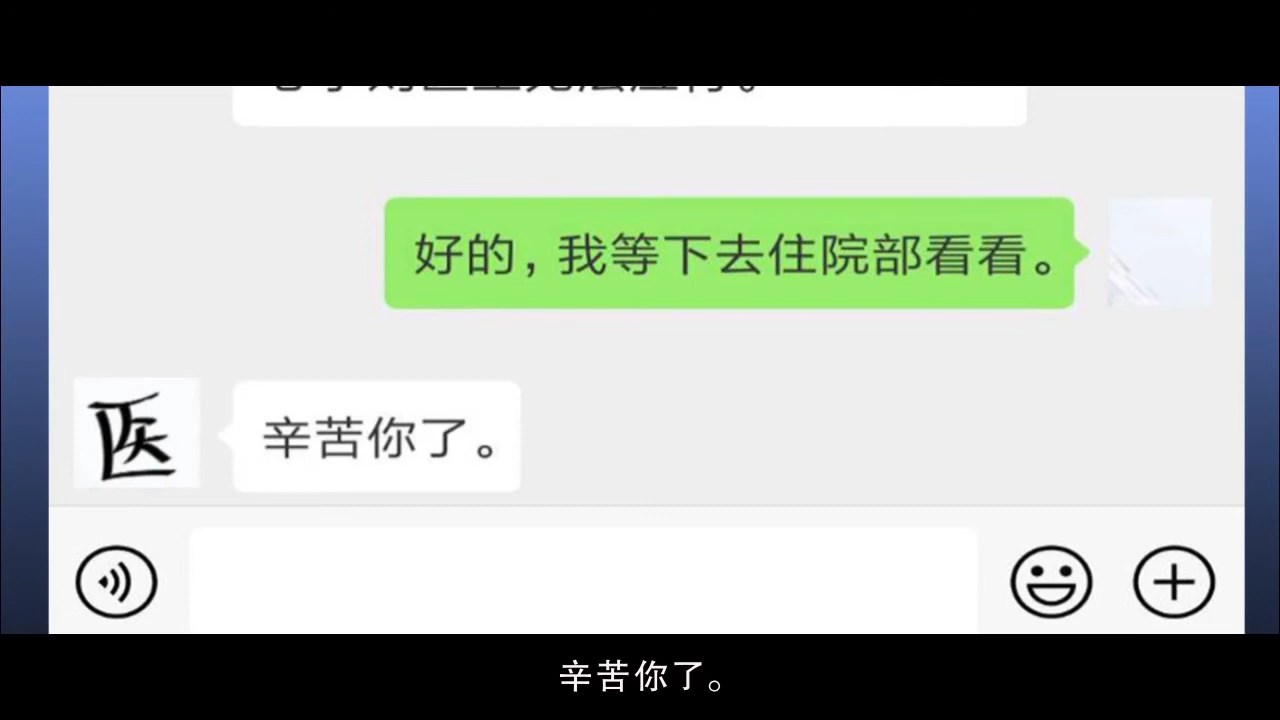 好的，我等下去住院部看看。
医
辛苦你了。
辛苦你了。